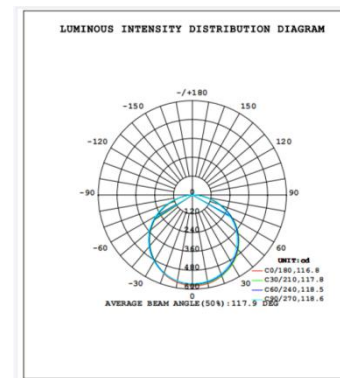 LUMINOUS INTENSITY DISTRIBUTION DIAGRAM
-/+180
-150 150
-120 120
-90 0 90
120
240
-60 360 60
480
-30 600 30
0
UNIT:cd
C0/180,116.8
C30/210,117.8
C60/240,118.5
C90/270,118.6
AVERAGE BEAM ANGLE(50%):117.9 DEG